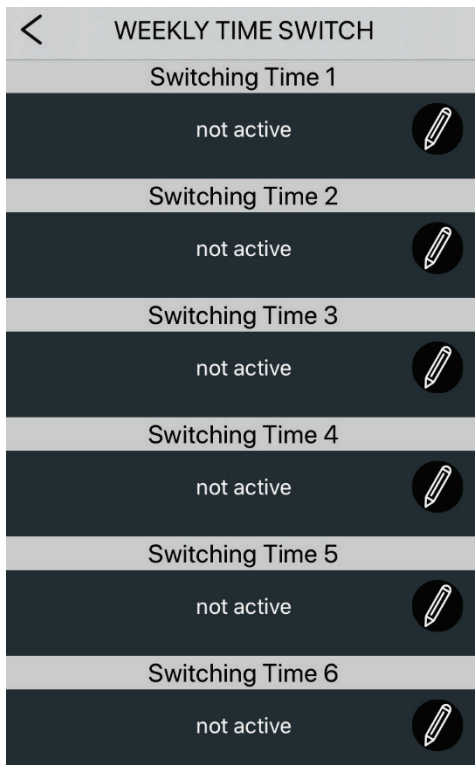 WEEKLY TIME SWITCH
Switching Time 1
not active
Switching Time 2
not active
Switching Time 3
not active
Switching Time 4
not active
Switching Time 5
not active
Switching Time 6
not active